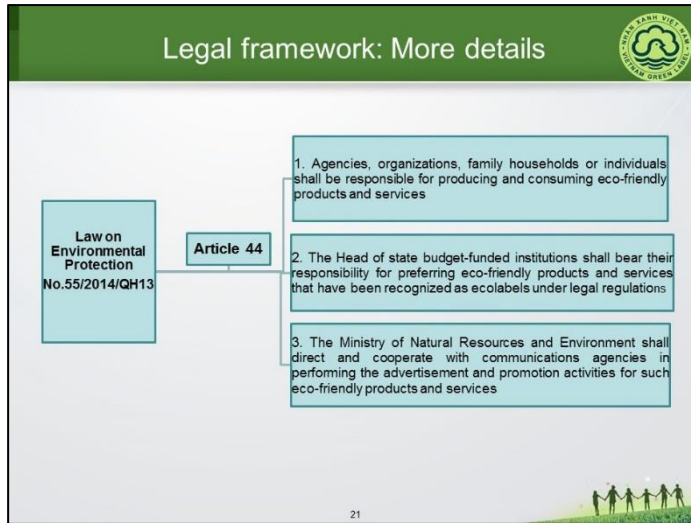 Legal framework: More details
NHÃN XANH VIỆT NAM
VIETNAM GREEN LABEL
Law on
Environmental
Protection
No.55/2014/QH13
Article 44
1. Agencies, organizations, family households or individuals
shall be responsible for producing and consuming eco-friendly
products and services
2. The Head of state budget-funded institutions shall bear their
responsibility for preferring eco-friendly products and services
that have been recognized as ecolabels under legal regulations
3. The Ministry of Natural Resources and Environment shall
direct and cooperate with communications agencies in
performing the advertisement and promotion activities for such
eco-friendly products and services
21